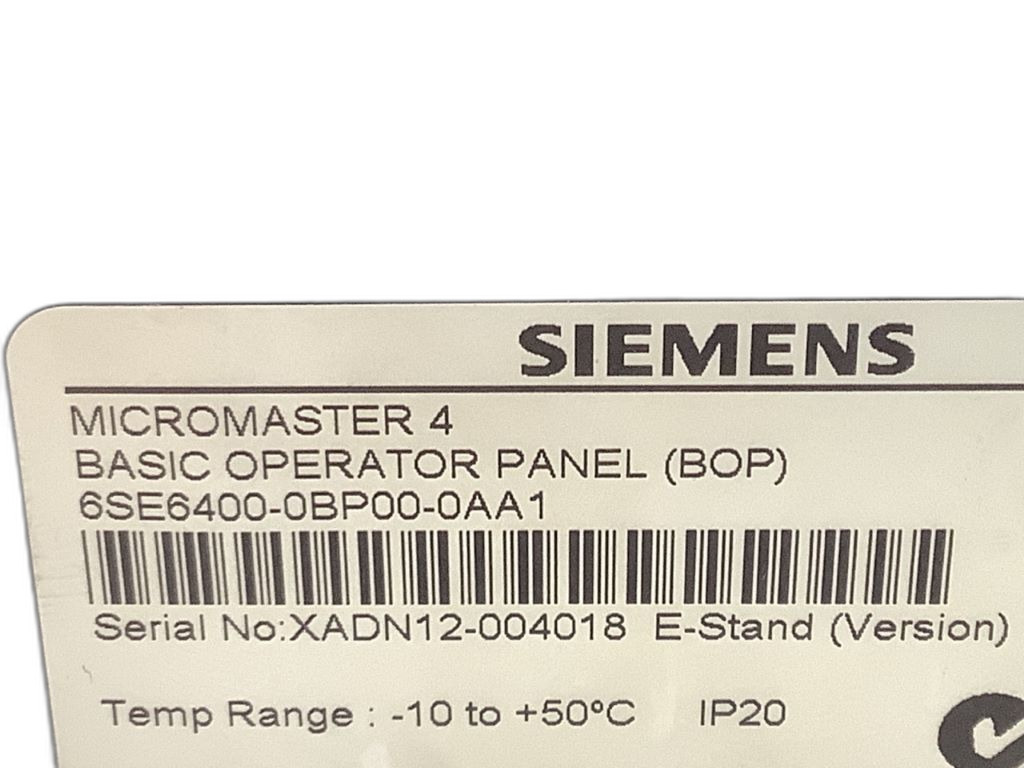 SIEMENS
MICROMASTER 4
BASIC OPERATOR PANEL (BOP)
6SE6400-0BP00-0AA1
Serial No:XADN12-004018 E-Stand (Version)
Temp Range : -10 to +50ºC IP20